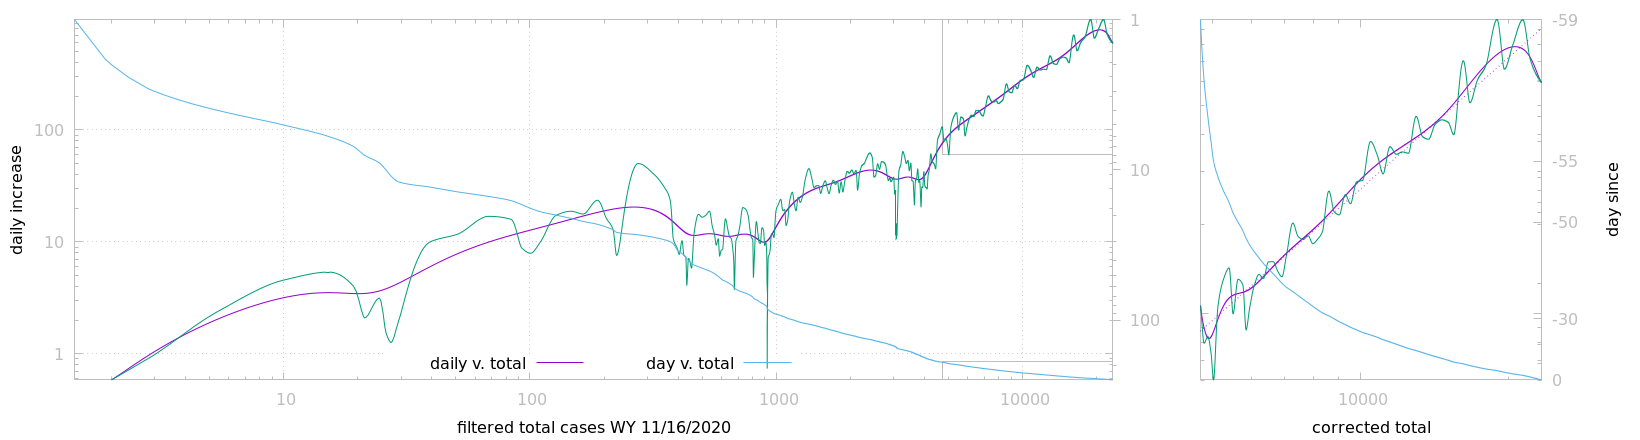 1
-59
100
10
-55
10
-50
100
-30
1
0
daily increase
day since
daily v. total
day v. total
10
100
1000
10000
10000
filtered total cases WY 11/16/2020
corrected total